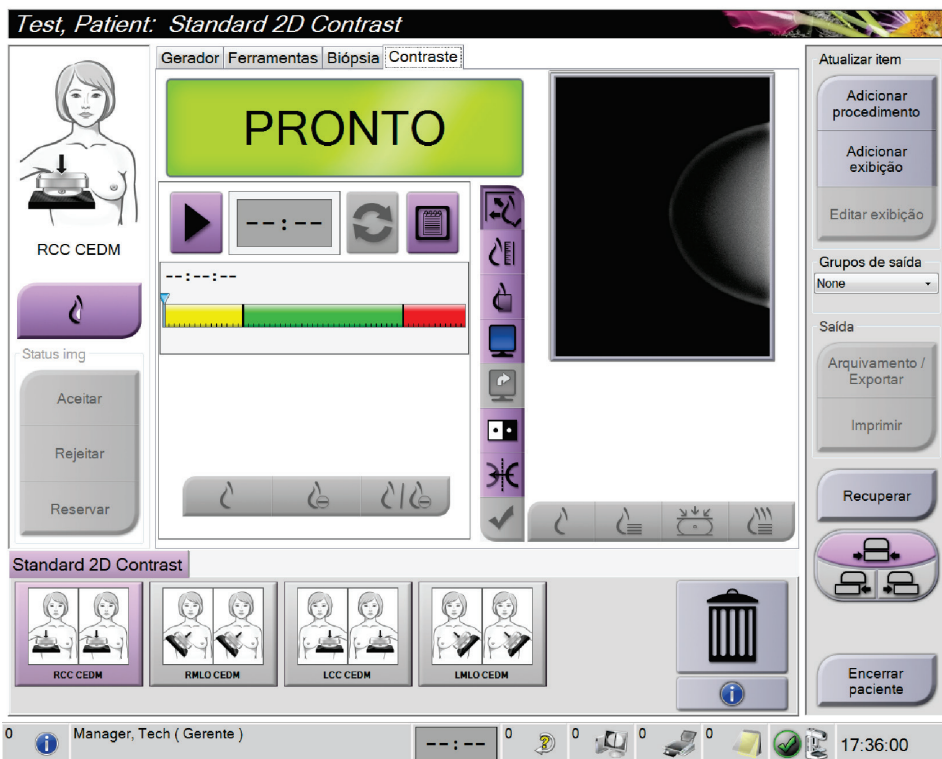 Test, Patient: Standard 2D Contrast
Gerador Ferramentas Biópsia Contraste
PRONTO
RCC CEDM
--:--
--:--:--
Status img
Aceitar
Rejeitar
Reservar
Atualizar item
Adicionar
procedimento
Adicionar
exibição
Editar exibição
Grupos de saída
None
Saída
Arquivamento /
Exportar
Imprimir
Recuperar
Encerrar
paciente
Standard 2D Contrast
RCC CEDM
RMLO CEDM
LCC CEDM
LMLO CEDM
0 Manager, Tech ( Gerente ) --:-- 0 0 0 0 17:36:00